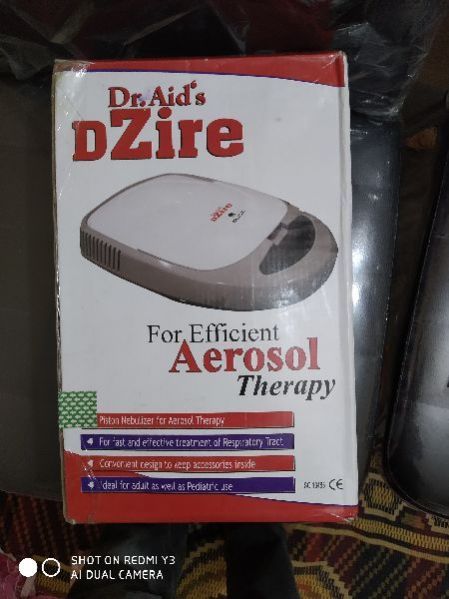 Dr. Aid's
DZire
DZire
For Efficient
Aerosol
Therapy
Piston Nebulizer for Aerosol Therapy
For fast and effective treatment of Respiratory Tract
Convenient design to keep accessories inside
Ideal for adult as well as Pediatric use
CE
SHOT ON REDMI Y3
AI DUAL CAMERA